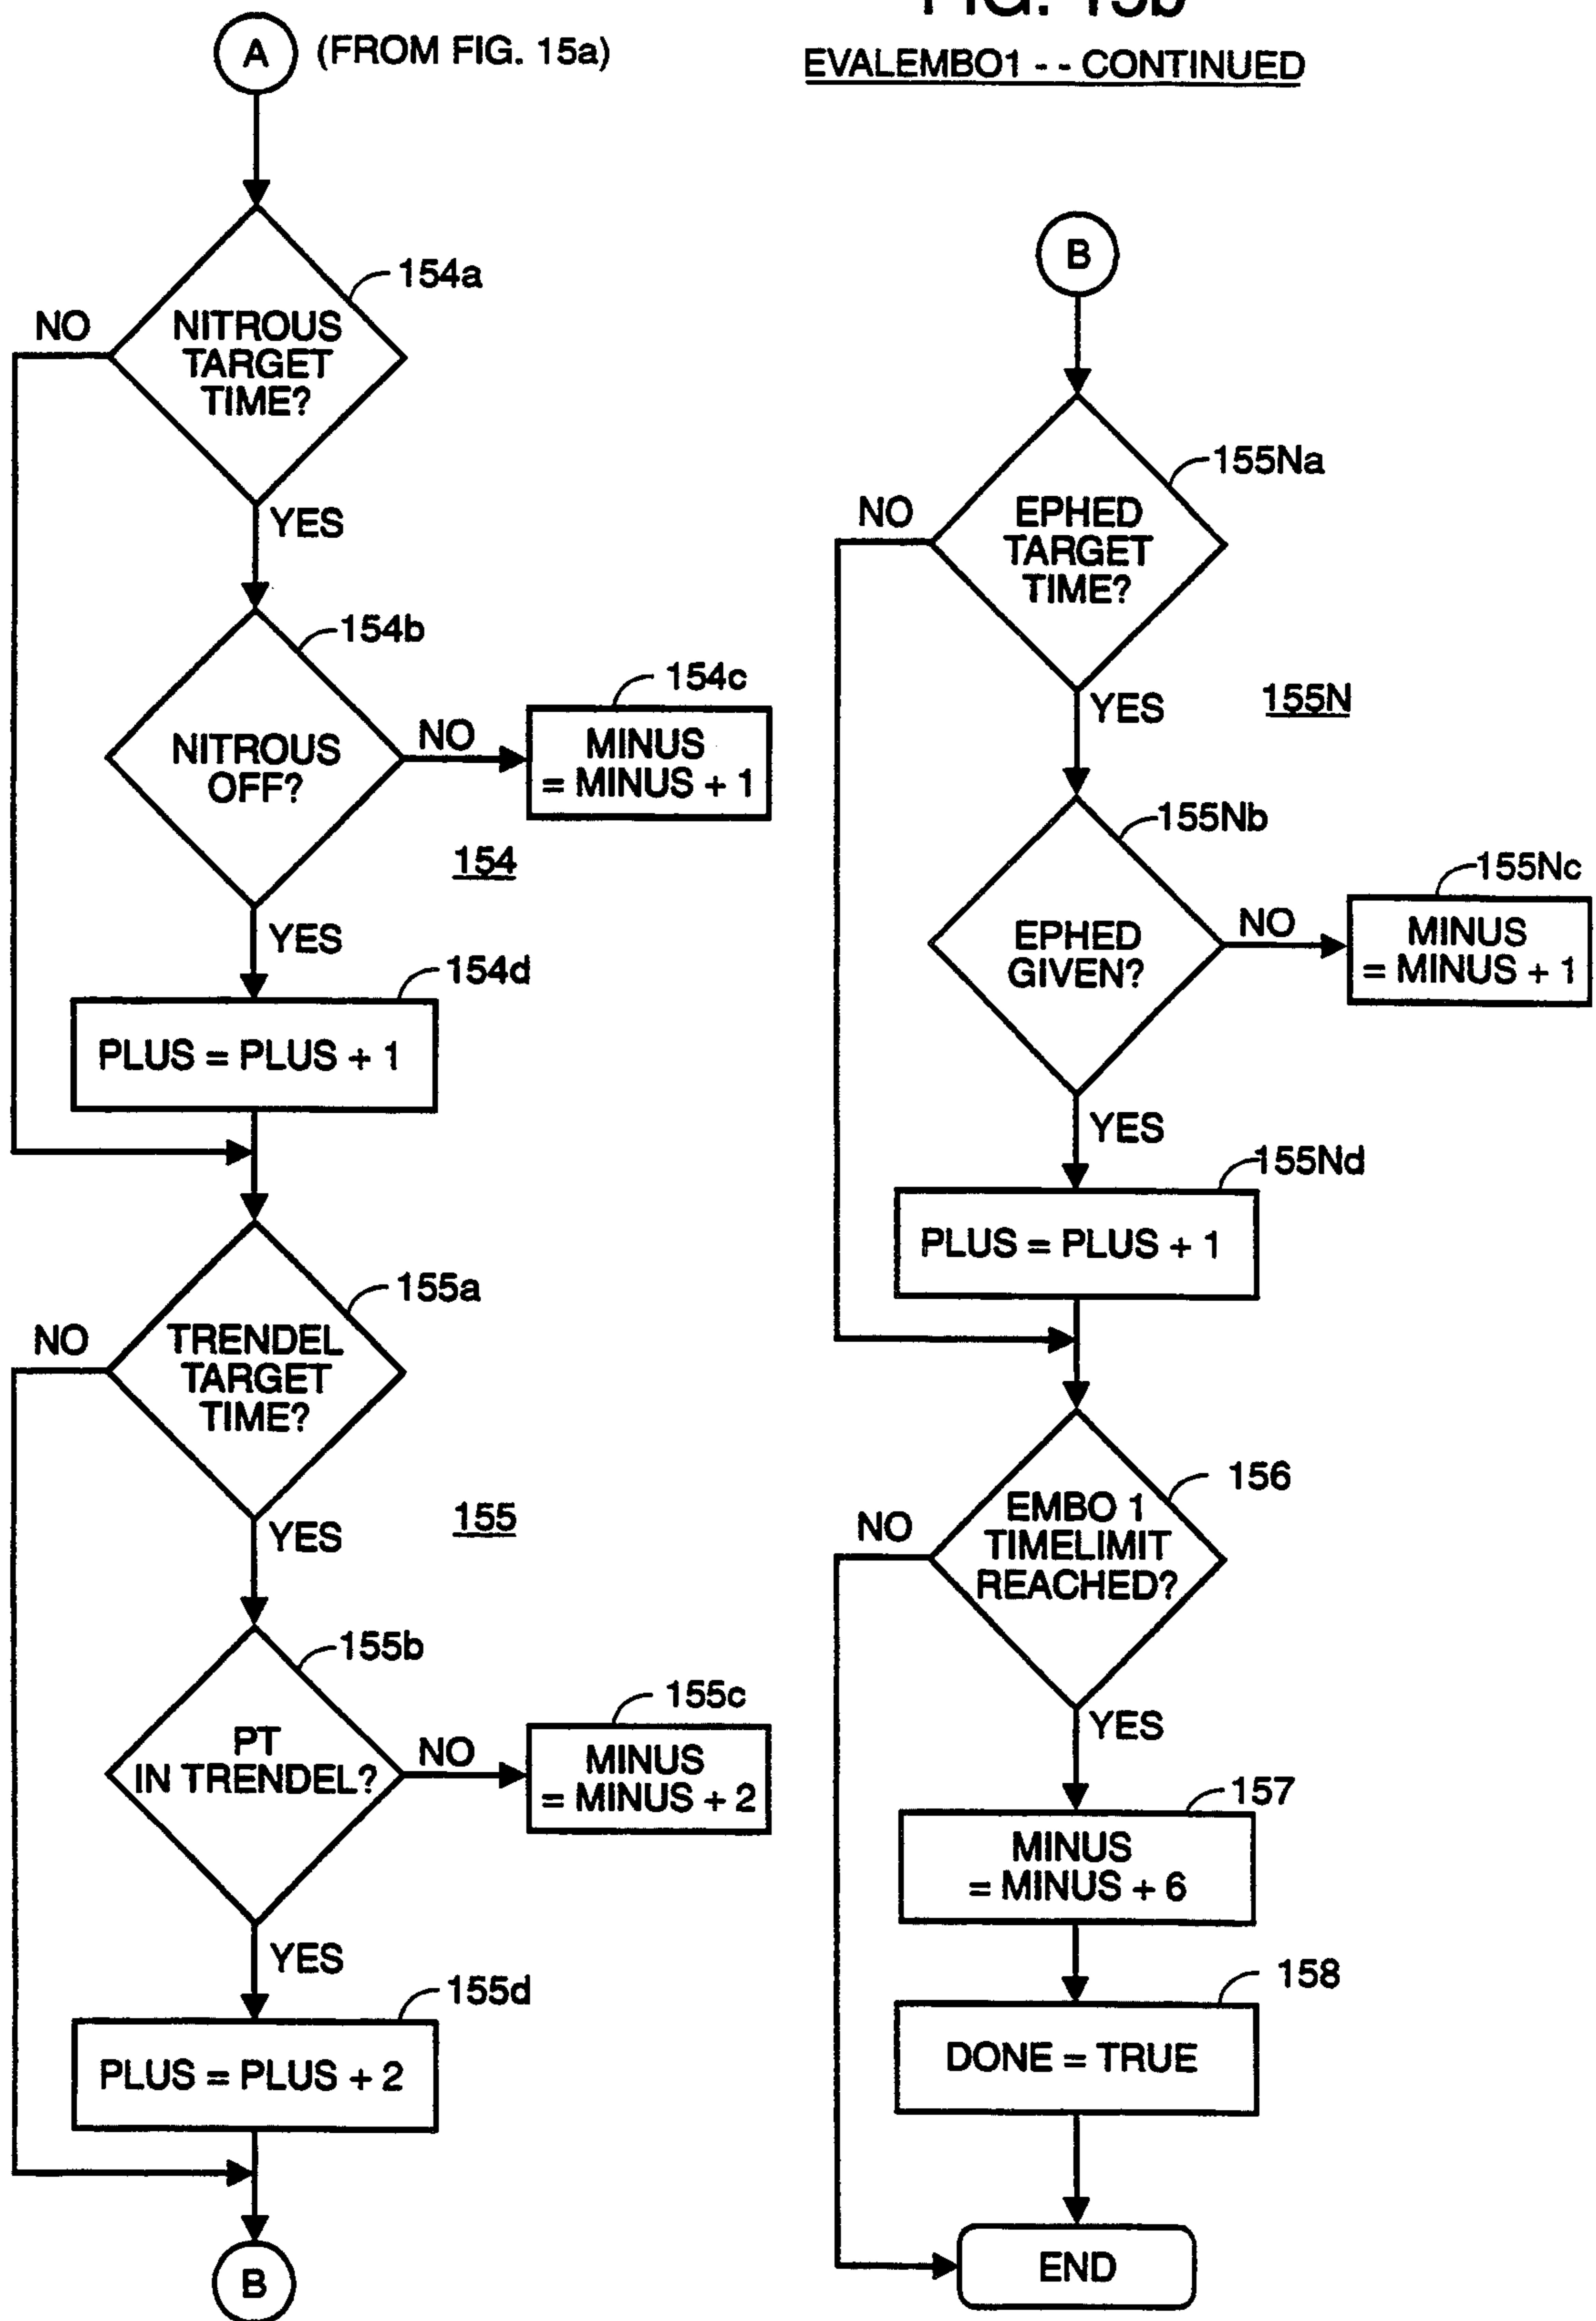 FIG. 15b
EVALEMBO1 - - CONTINUED
A
(FROM FIG. 15a)
154a
NO
NITROUS
TARGET
TIME?
YES
154b
NITROUS
OFF?
NO
154c
MINUS
= MINUS + 1
154
YES
154d
PLUS = PLUS + 1
155a
NO
TRENDEL
TARGET
TIME?
YES
155
155b
PT
IN TRENDEL?
NO
155c
MINUS
= MINUS + 2
YES
155d
PLUS = PLUS + 2
B
B
155Na
NO
EPHED
TARGET
TIME?
YES
155N
155Nb
EPHED
GIVEN?
NO
155Nc
MINUS
= MINUS + 1
YES
155Nd
PLUS = PLUS + 1
156
NO
EMBO 1
TIMELIMIT
REACHED?
YES
157
MINUS
= MINUS + 6
158
DONE = TRUE
END